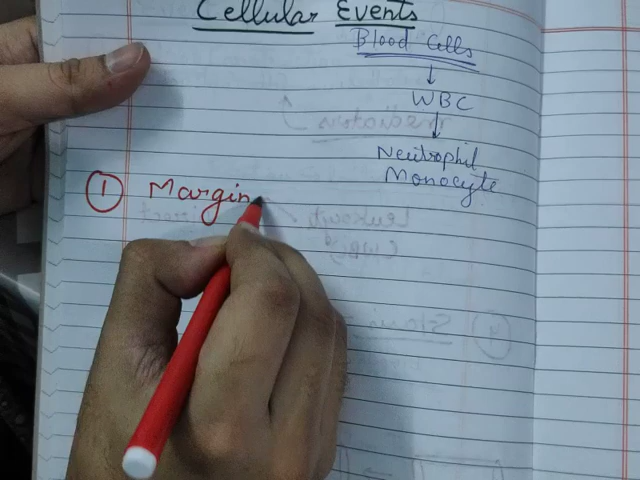 Cellular Events
Blood Cells
↓
WBC
↓
Neutrophil
Monocyte
① Margin